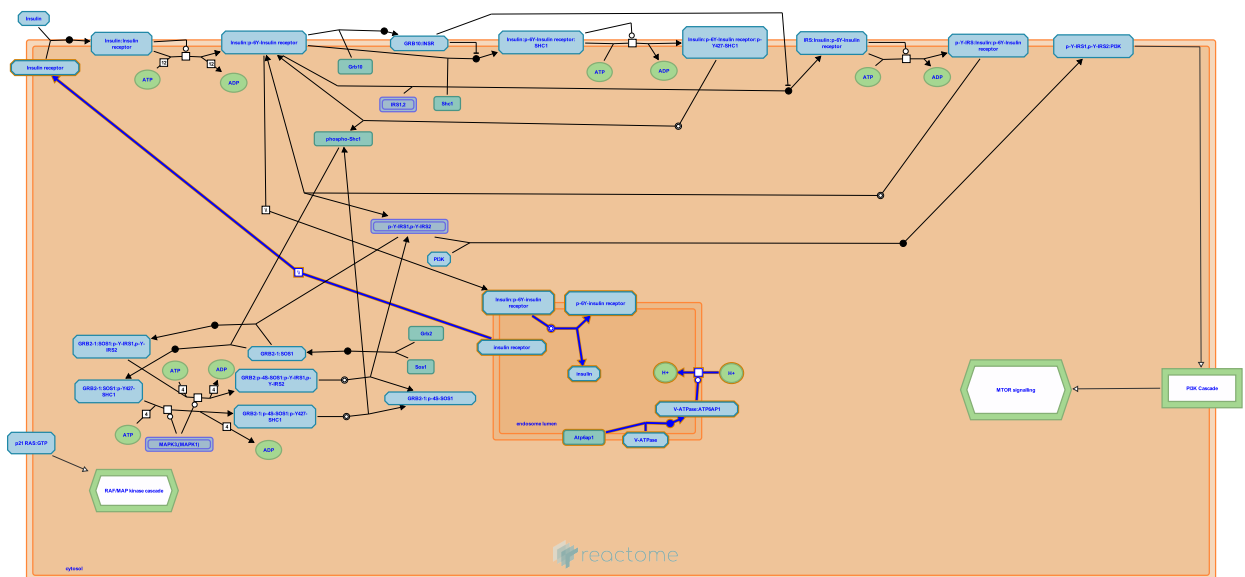 Insulin
Insulin:Insulin
receptor
Insulin:p-6Y-Insulin receptor
GRB10:INSR
Insulin:p-6Y-Insulin receptor:
SHC1
Insulin:p-6Y-Insulin receptor:p-
Y427-SHC1
IRS:Insulin:p-6Y-Insulin
receptor
p-Y-IRS:Insulin:p-6Y-Insulin
receptor
p-Y-IRS1,p-Y-IRS2:PI3K
Insulin receptor
12
12
ATP
ADP
Grb10
IRS1,2
Shc1
ATP
ADP
ATP
ADP
phospho-Shc1
3
p-Y-IRS1,p-Y-IRS2
PI3K
Insulin:p-6Y-insulin
receptor
p-6Y-insulin receptor
insulin receptor
insulin
H+
H+
V-ATPase:ATP6AP1
Atp6ap1
V-ATPase
endosome lumen
GRB2-1:SOS1:p-Y-IRS1,p-Y-
IRS2
GRB2-1:SOS1
Grb2
Sos1
ATP
ADP
4
4
GRB2:p-4S-SOS1:p-Y-IRS1,p-
Y-IRS2
GRB2-1:SOS1:p-Y427-
SHC1
GRB2-1:p-4S-SOS1
GRB2-1:p-4S-SOS1:p-Y427-
SHC1
4
4
ATP
MAPK3,(MAPK1)
ADP
p21 RAS:GTP
RAF/MAP kinase cascade
MTOR signalling
PI3K Cascade
cytosol
reactome